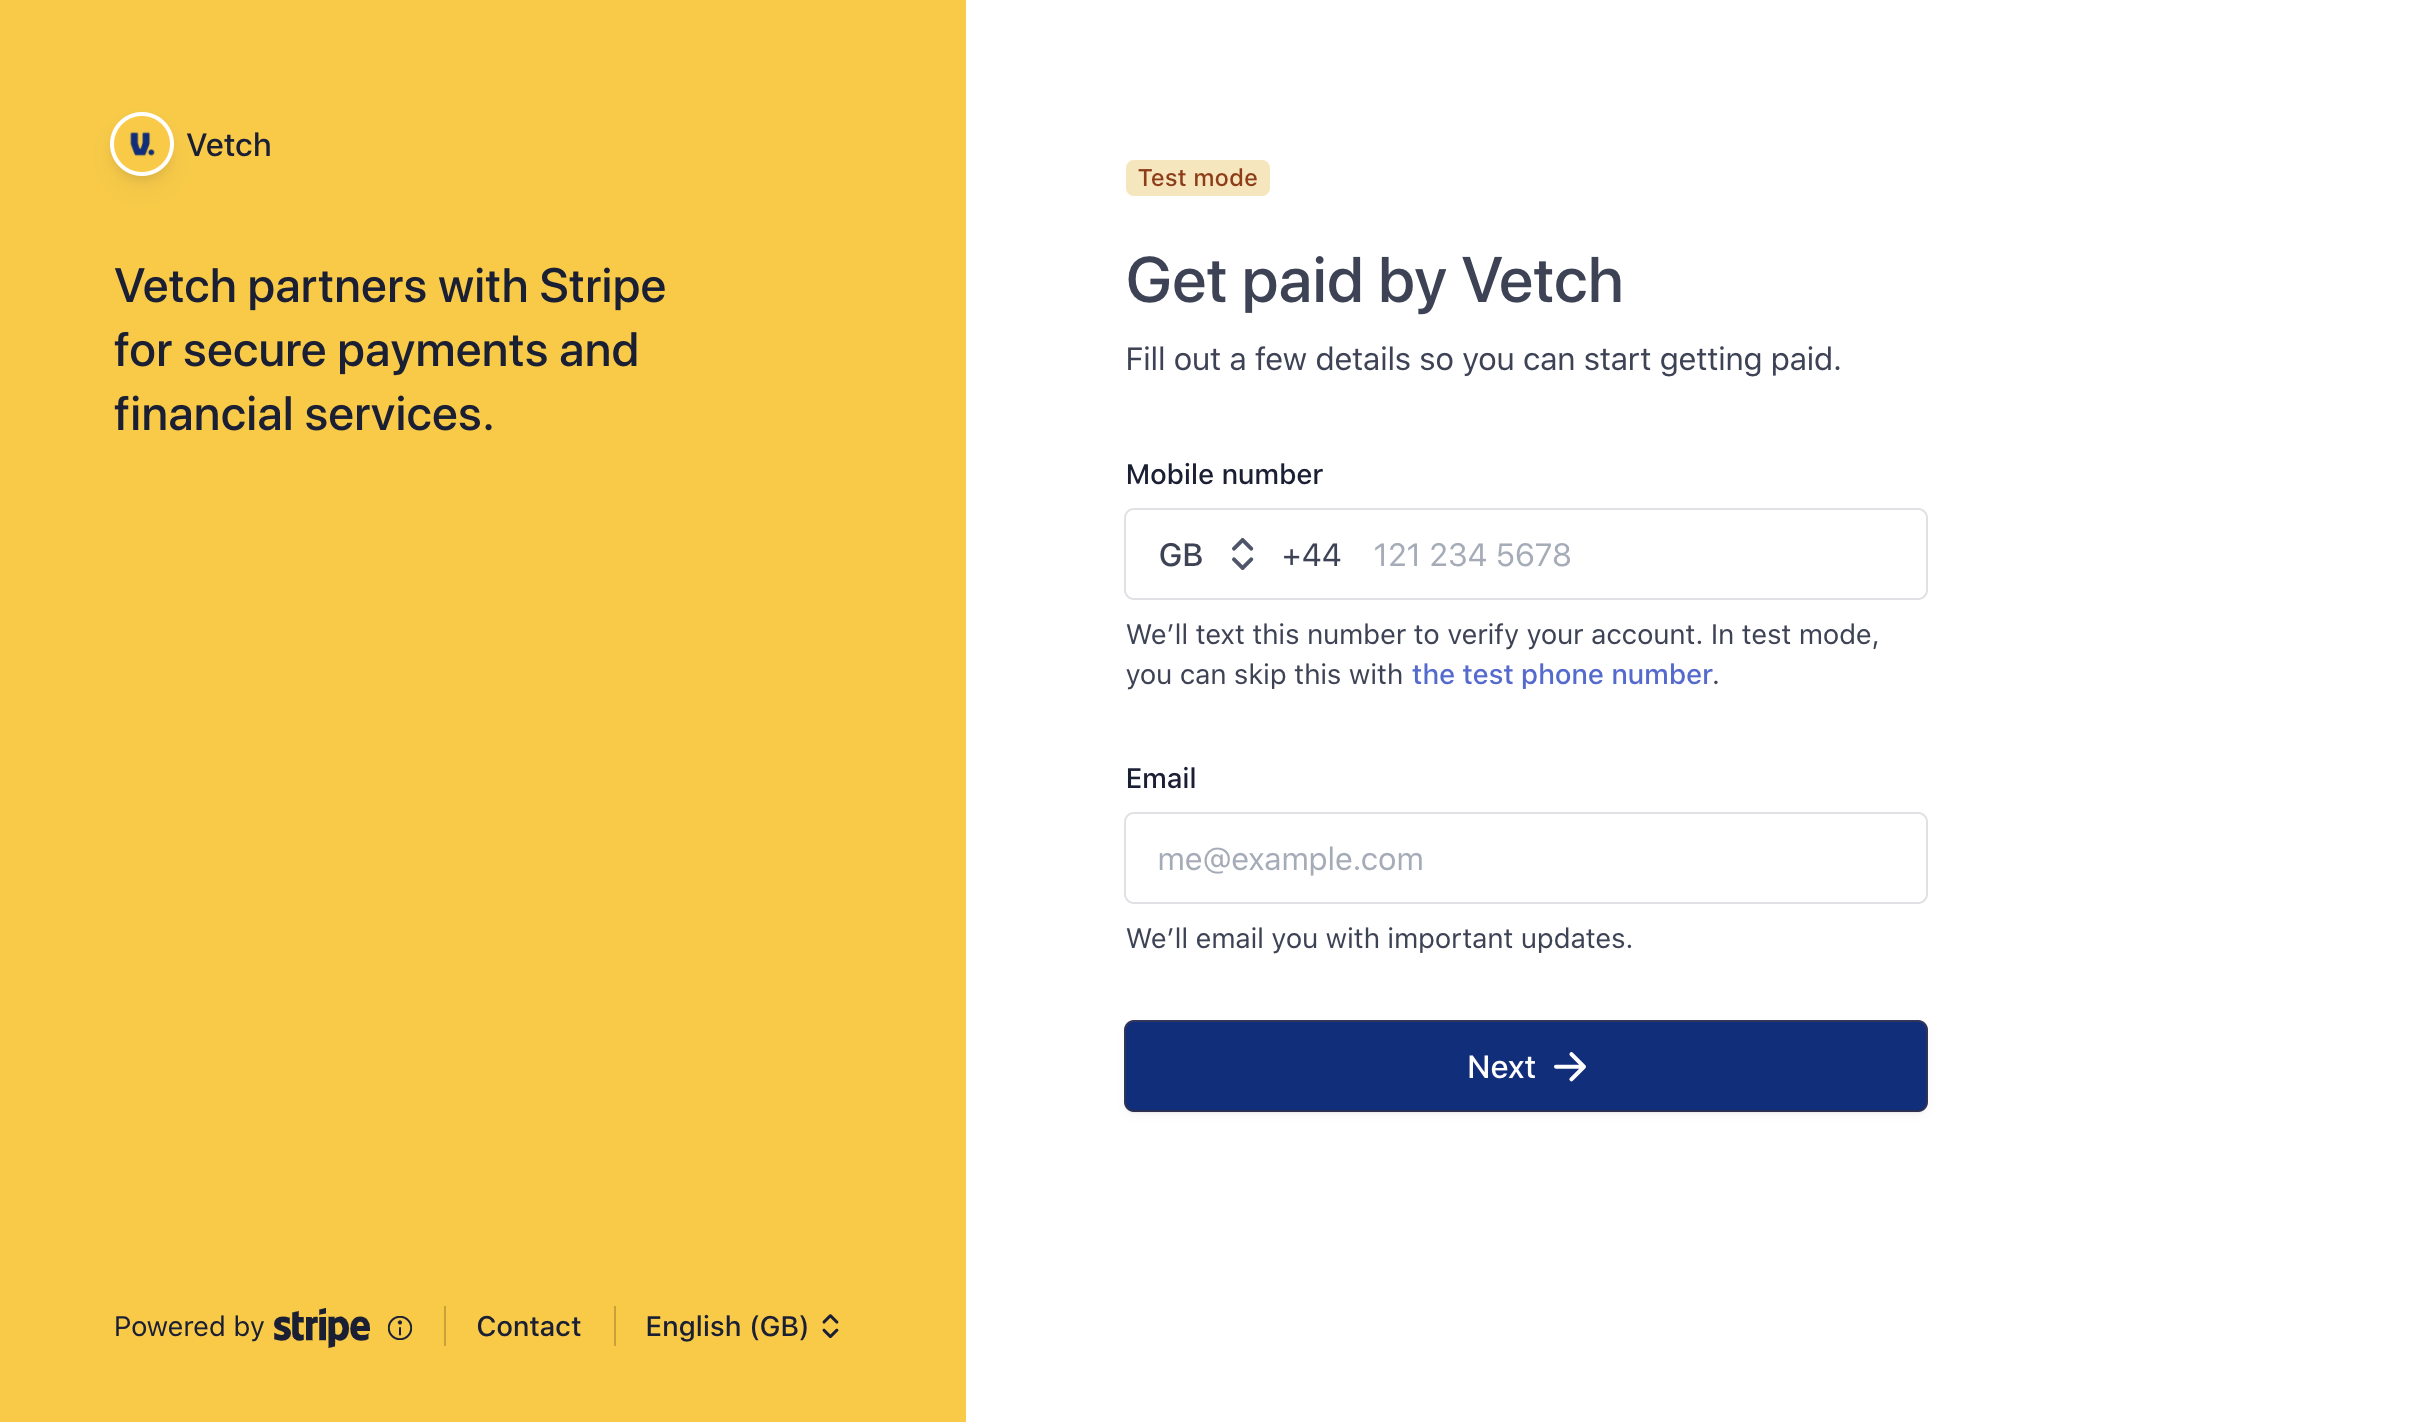 v.
Vetch
Vetch partners with Stripe
for secure payments and
financial services.
Powered by stripe
Contact
English (GB)
Test mode
Get paid by Vetch
Fill out a few details so you can start getting paid.
Mobile number
GB +44 121 234 5678
We’ll text this number to verify your account. In test mode,
you can skip this with the test phone number.
Email
me@example.com
We’ll email you with important updates.
Next →